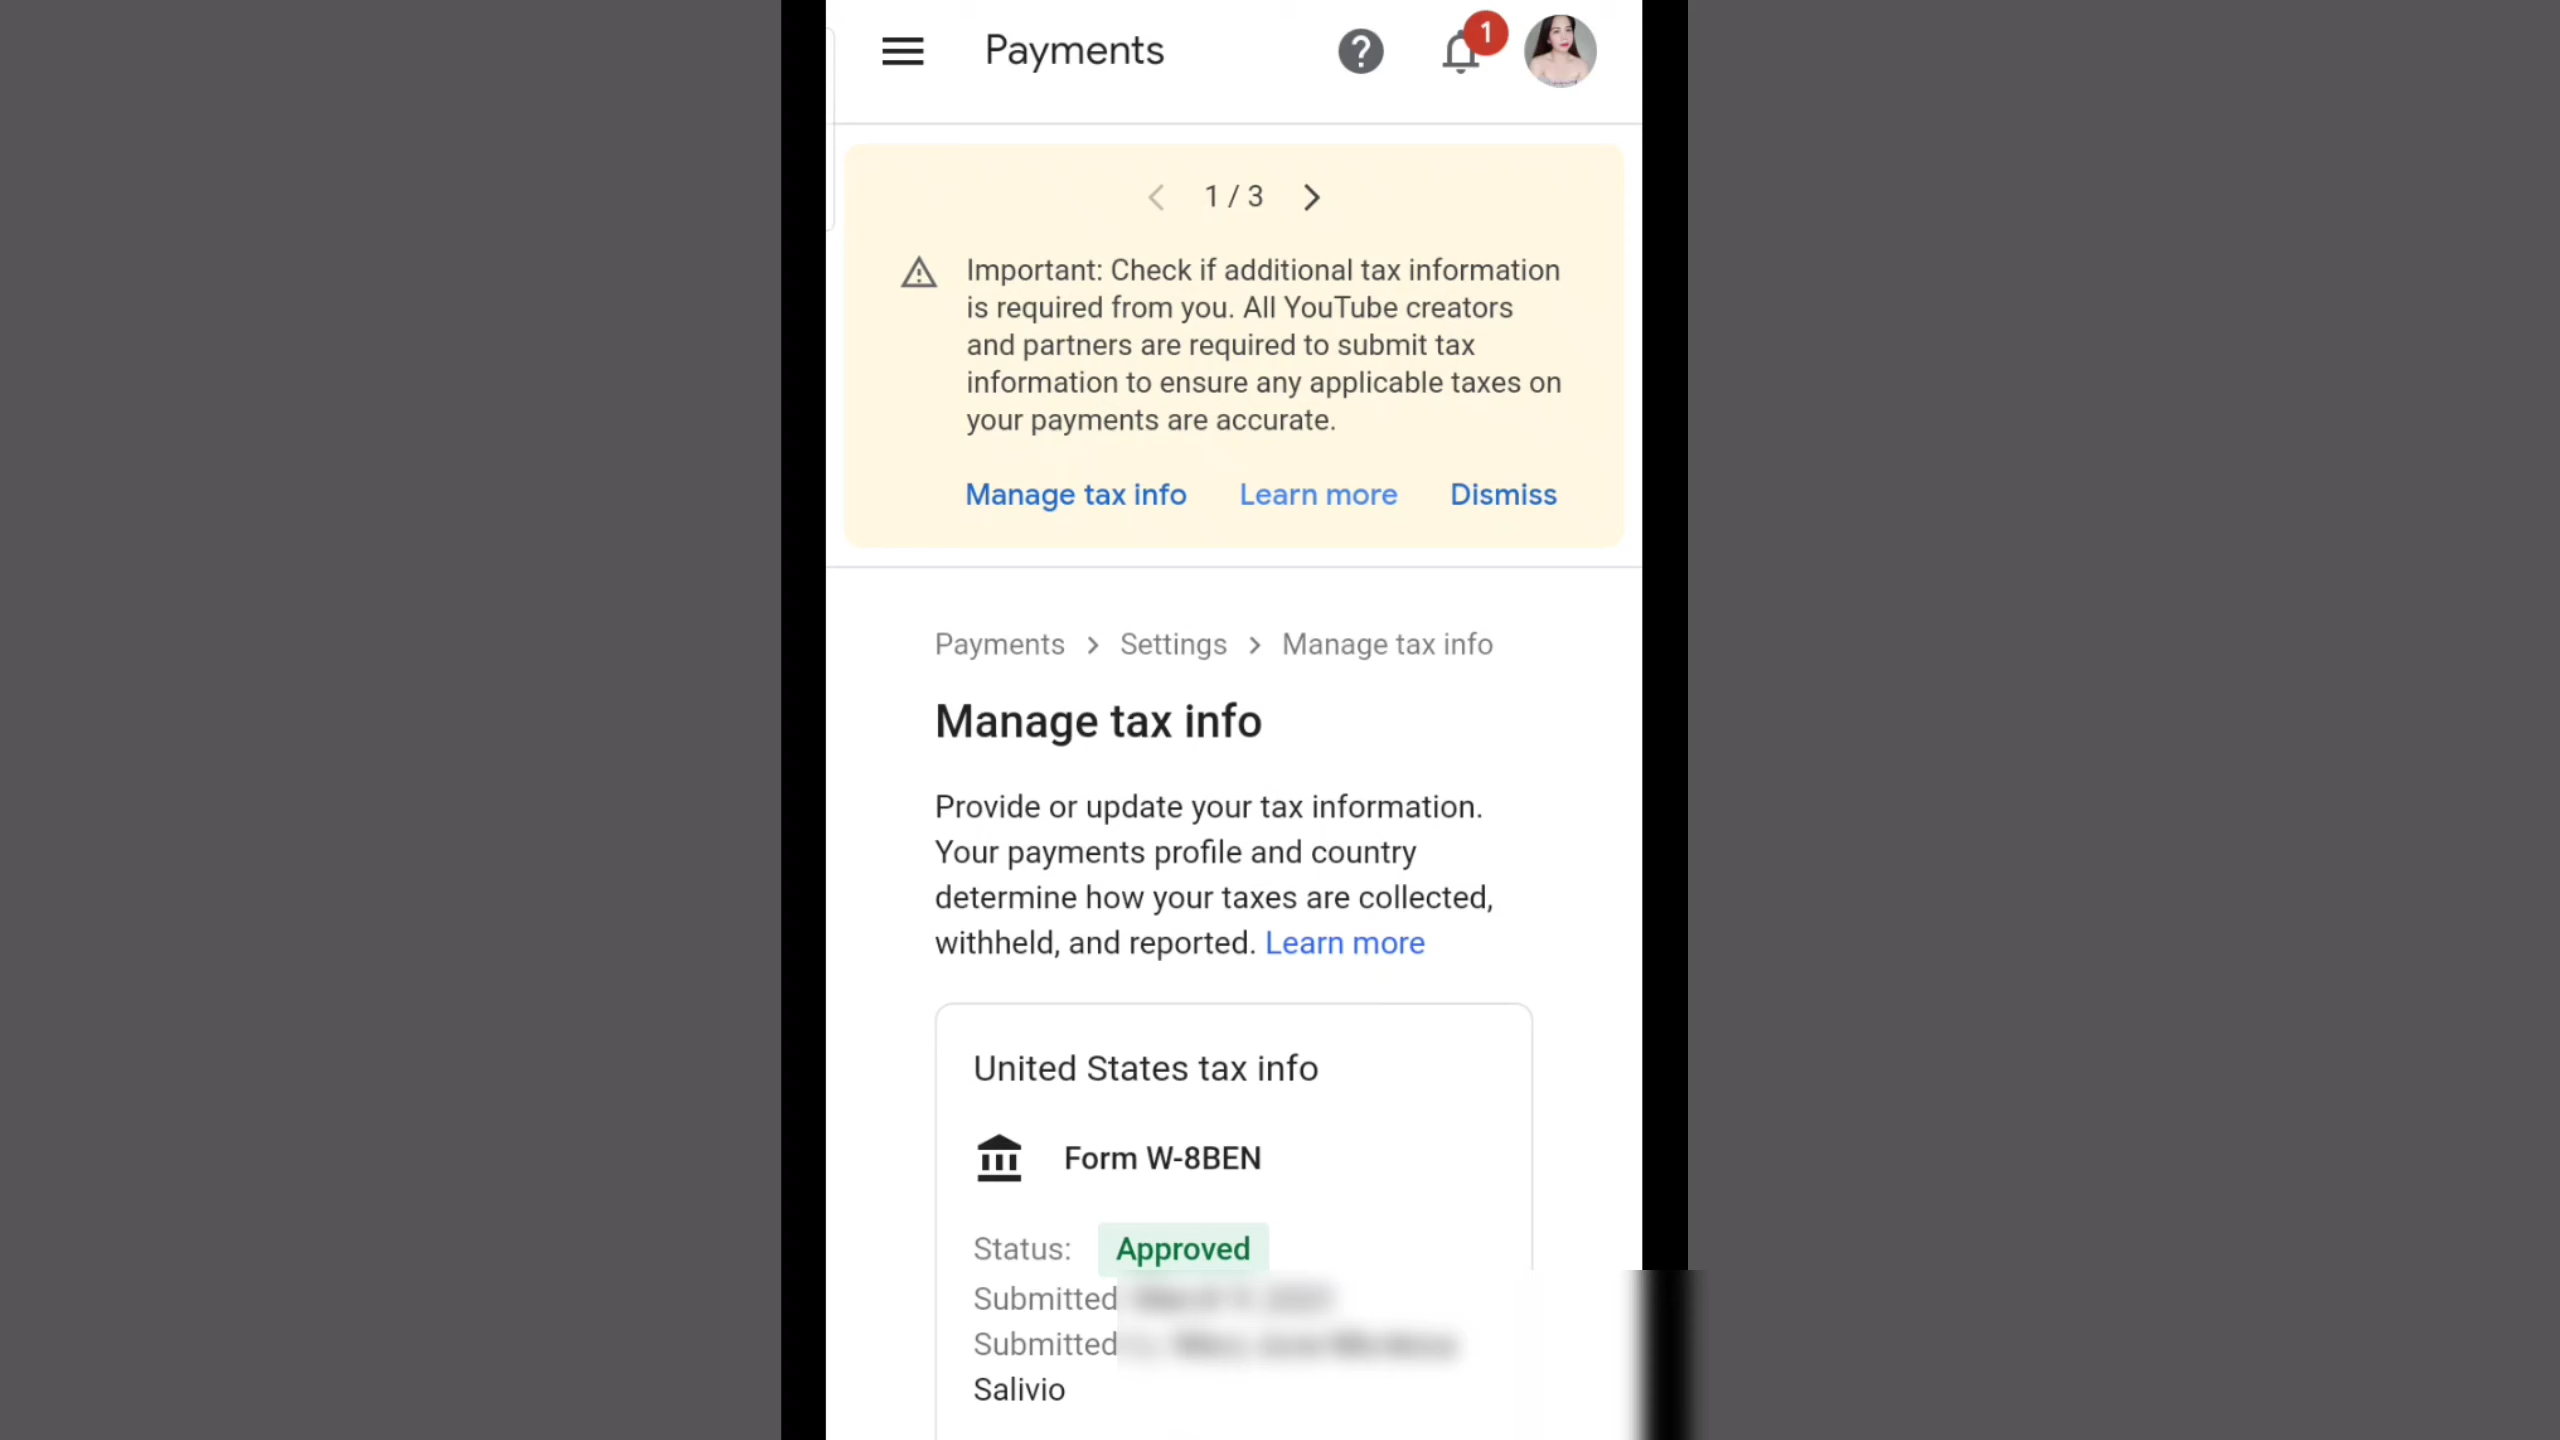 Payments
1
1 / 3
Important: Check if additional tax information
is required from you. All YouTube creators
and partners are required to submit tax
information to ensure any applicable taxes on
your payments are accurate.
Manage tax info Learn more Dismiss
Payments > Settings > Manage tax info
Manage tax info
Provide or update your tax information.
Your payments profile and country
determine how your taxes are collected,
withheld, and reported. Learn more
United States tax info
Form W-8BEN
Status: Approved
Submitted
Submitted
Salivio